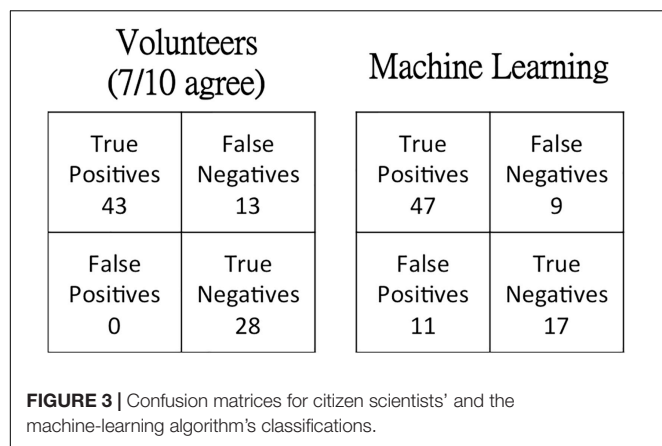 Volunteers
(7/10 agree)
Machine Learning
True
Positives
43
False
Negatives
13
False
Positives
0
True
Negatives
28
True
Positives
47
False
Negatives
9
False
Positives
11
True
Negatives
17
FIGURE 3 | Confusion matrices for citizen scientists’ and the
machine-learning algorithm’s classifications.